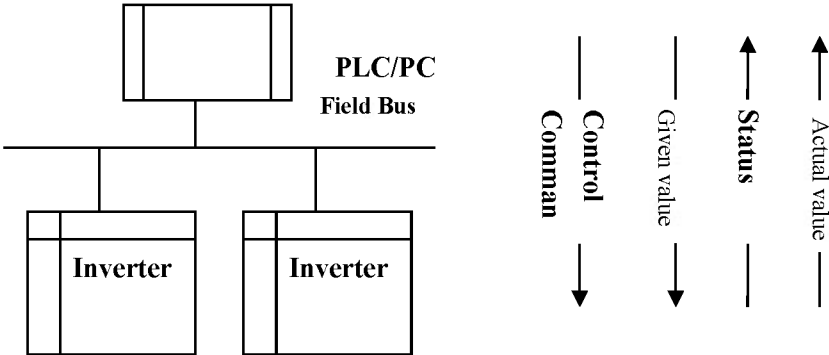 PLC/PC
Field Bus
Inverter
Inverter
Control
Comman
Given value
Status
Actual value